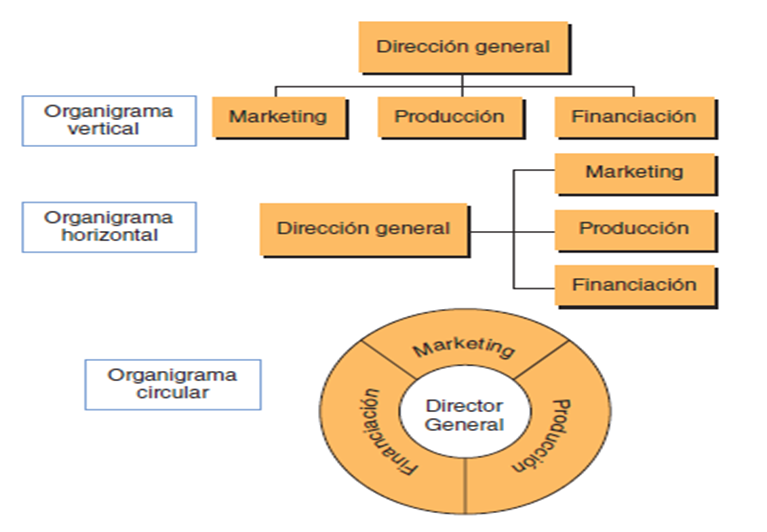 Dirección general
Organigrama
vertical
Marketing
Producción
Financiación
Organigrama
horizontal
Dirección general
Marketing
Producción
Financiación
Organigrama
circular
Marketing
Financiación
Director
General
Producción